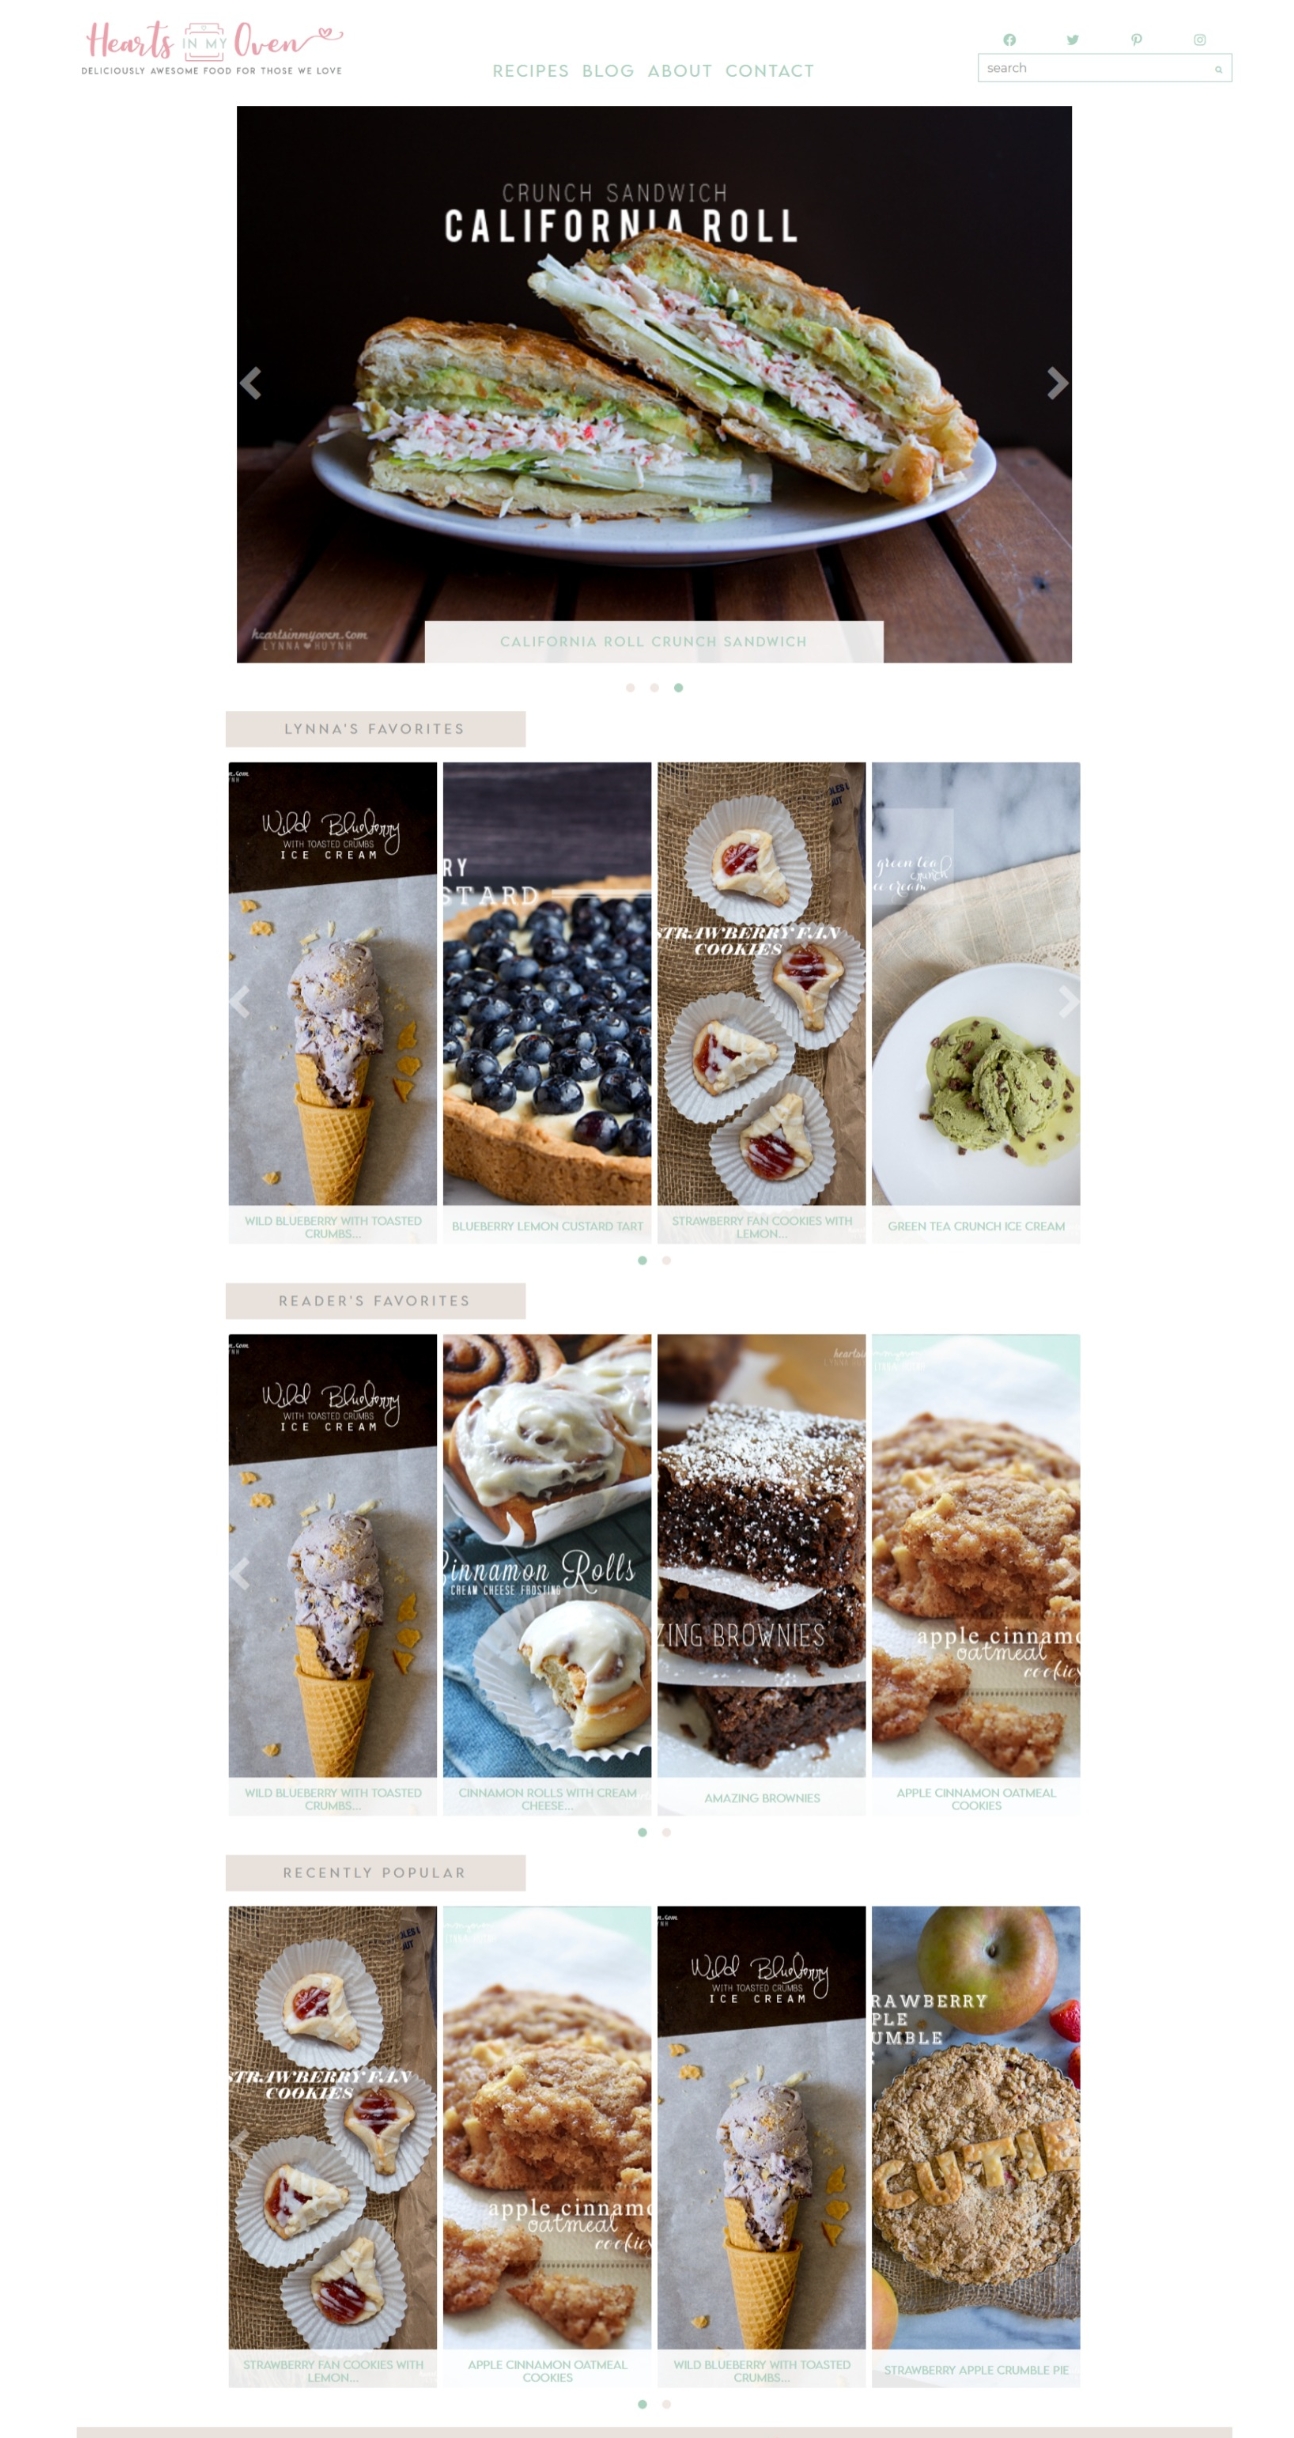 Hearts IN MY Oven
DELICIOUSLY AWESOME FOOD FOR THOSE WE LOVE
RECIPES BLOG ABOUT CONTACT
search
CRUNCH SANDWICH
CALIFORNIA ROLL
heartsinmyoven.com
LYNNA HUYNH
CALIFORNIA ROLL CRUNCH SANDWICH
LYNNA'S FAVORITES
Wild Blueberry
WITH TOASTED CRUMBS
ICE CREAM
WILD BLUEBERRY WITH TOASTED
CRUMBS...
RY
STARD
BLUEBERRY LEMON CUSTARD TART
STRAWBERRY FAN
COOKIES
STRAWBERRY FAN COOKIES WITH
LEMON...
green tea
crunch
ice cream
GREEN TEA CRUNCH ICE CREAM
READER'S FAVORITES
Wild Blueberry
WITH TOASTED CRUMBS
ICE CREAM
WILD BLUEBERRY WITH TOASTED
CRUMBS...
Cinnamon Rolls
CREAM CHEESE FROSTING
CINNAMON ROLLS WITH CREAM
CHEESE...
ZING BROWNIES
AMAZING BROWNIES
apple cinnamo
oatmeal
cookies
APPLE CINNAMON OATMEAL
COOKIES
RECENTLY POPULAR
STRAWBERRY FAN
COOKIES
STRAWBERRY FAN COOKIES WITH
LEMON...
apple cinnamo
oatmeal
cookies
APPLE CINNAMON OATMEAL
COOKIES
Wild Blueberry
WITH TOASTED CRUMBS
ICE CREAM
WILD BLUEBERRY WITH TOASTED
CRUMBS...
RAWBERRY
PLE
UMBLE
CUTIE
STRAWBERRY APPLE CRUMBLE PIE